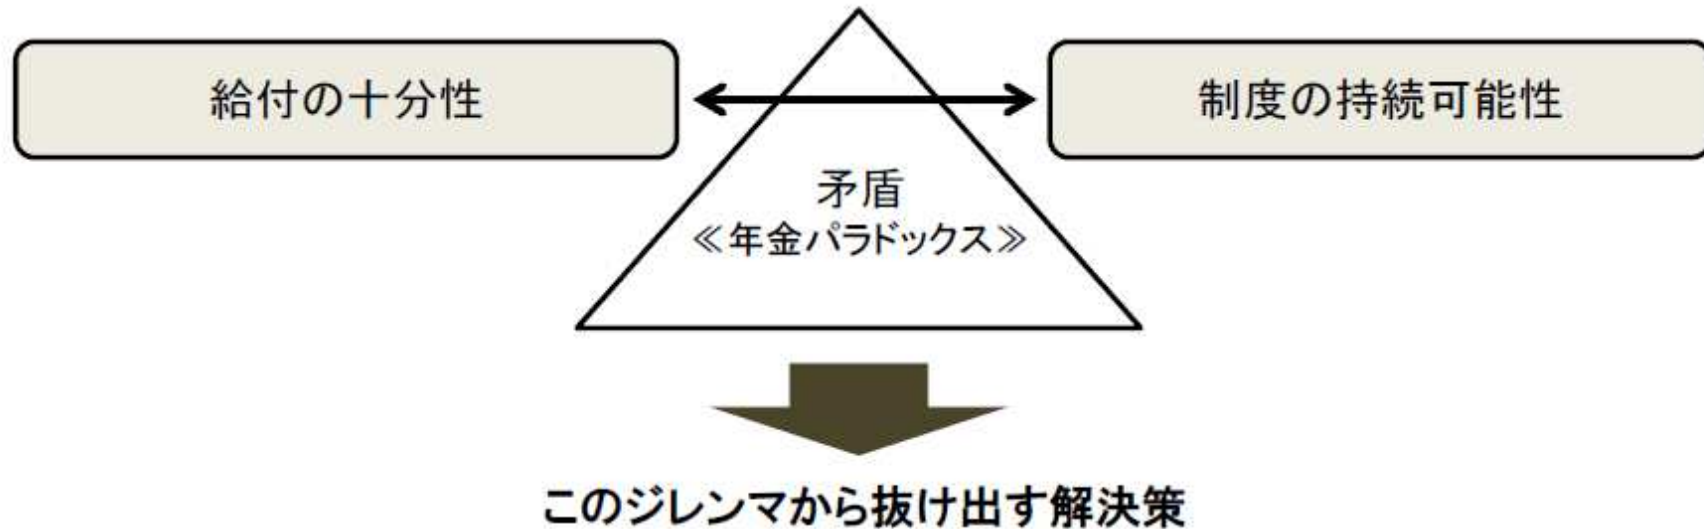 給付の十分性
制度の持続可能性
矛盾
≪年金パラドックス≫
このジレンマから抜け出す解決策